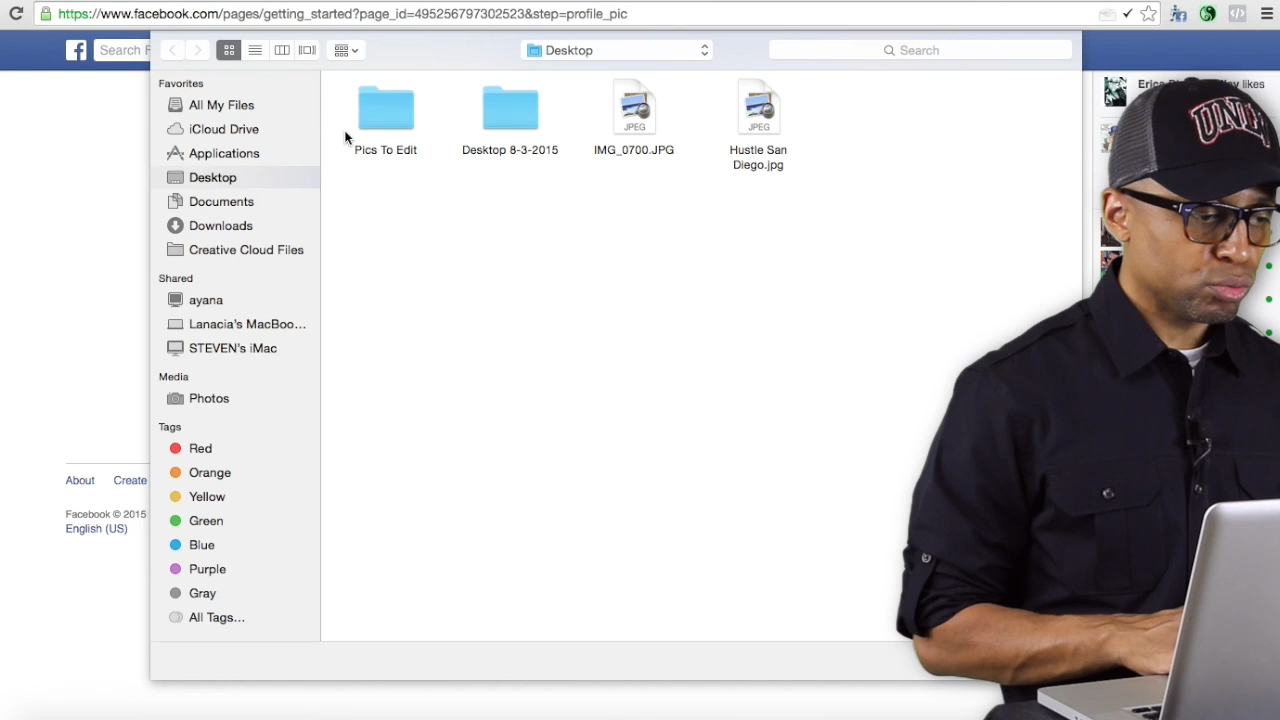 https://www.facebook.com/pages/getting_started?page_id=495256797302523&step=profile_pic
Search F
Desktop
Search
Favorites
All My Files
iCloud Drive
Applications
Desktop
Documents
Downloads
Creative Cloud Files
Shared
ayana
Lanacia's MacBoo...
STEVEN's iMac
Media
Photos
Tags
Red
Orange
Yellow
Green
Blue
Purple
Gray
All Tags...
Pics To Edit
Desktop 8-3-2015
JPEG
IMG_0700.JPG
JPEG
Hustle San
Diego.jpg
likes
About Create
Facebook © 2015
English (US)